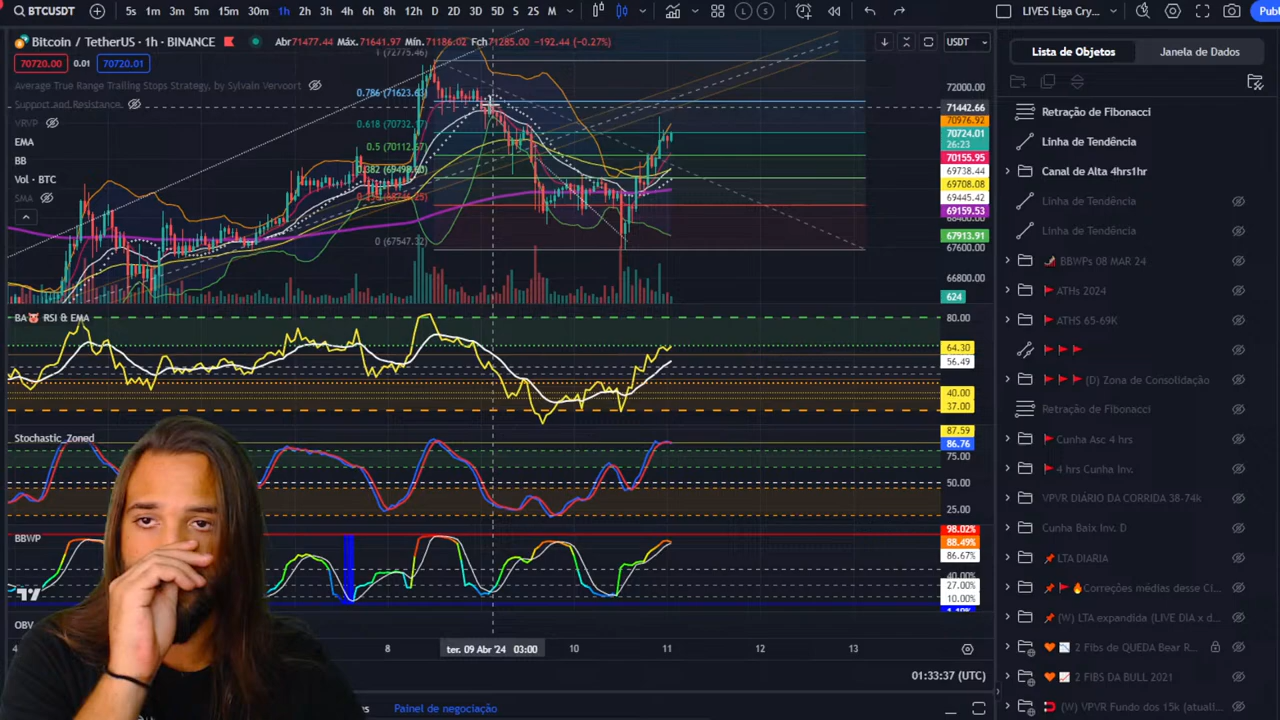 BTCUSDT 5s 1m 3m 5m 15m 30m 1h 2h 3h 4h 6h 8h 12h D 2D 3D 5D S 2S M
LIVES Liga Cry...
Publ
Bitcoin / TetherUS · 1h · BINANCE
Abr71477.44 Máx.71641.97 Mín.71186.02 Fch71285.00 −192.44 (−0.27%)
USDT
70720.00 0.01 70720.01
Average True Range Trailing Stops Strategy, by Sylvain Vervoort
Support and Resistance
VRVP
EMA
BB
Vol · BTC
SMA
1 (72775.46)
0.786 (71623.63)
0.5 (70112.67)
0 (67547.32)
72000.00
71442.66
70976.92
70724.01
26:23
70155.95
69738.44
69708.08
69445.42
69159.53
67913.91
67600.00
66800.00
624
RSI & EMA
80.00
64.30
56.49
40.00
37.00
Stochastic_Zoned
87.59
86.76
75.00
50.00
25.00
BBWP
98.02%
88.49%
86.67%
40.00%
27.00%
10.00%
OBV
8
ter. 09 Abr '24 03:00
10
11
12
13
01:33:37 (UTC)
Painel de negociação
Lista de Objetos
Janela de Dados
Retração de Fibonacci
Linha de Tendência
Canal de Alta 4hrs1hr
Linha de Tendência
Linha de Tendência
BBWPs 08 MAR 24
ATHs 2024
ATHS 65-69K
(D) Zona de Consolidação
Retração de Fibonacci
Cunha Asc 4 hrs
4 hrs Cunha Inv.
VPVR DIÁRIO DA CORRIDA 38-74k
Cunha Baix Inv. D
LTA DIARIA
Correções médias desse Cl...
(W) LTA expandida (LIVE DIA x d...
2 Fibs de QUEDA Bear R...
2 FIBS DA BULL 2021
(W) VPVR Fundo dos 15k (atuali...